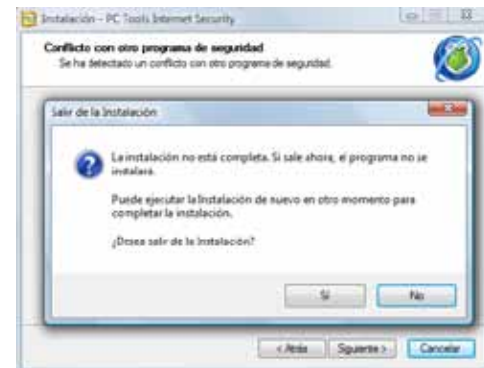 Instalación - PC Tools Internet Security
Conflicto con otro programa de seguridad
Se ha detectado un conflicto con otro programa de seguridad.
Salir de la Instalación
La instalación no está completa. Si sale ahora, el programa no se
instalará.
Puede ejecutar la Instalación de nuevo en otro momento para
completar la instalación.
¿Desea salir de la Instalación?
Sí
No
< Atrás
Siguiente >
Cancelar